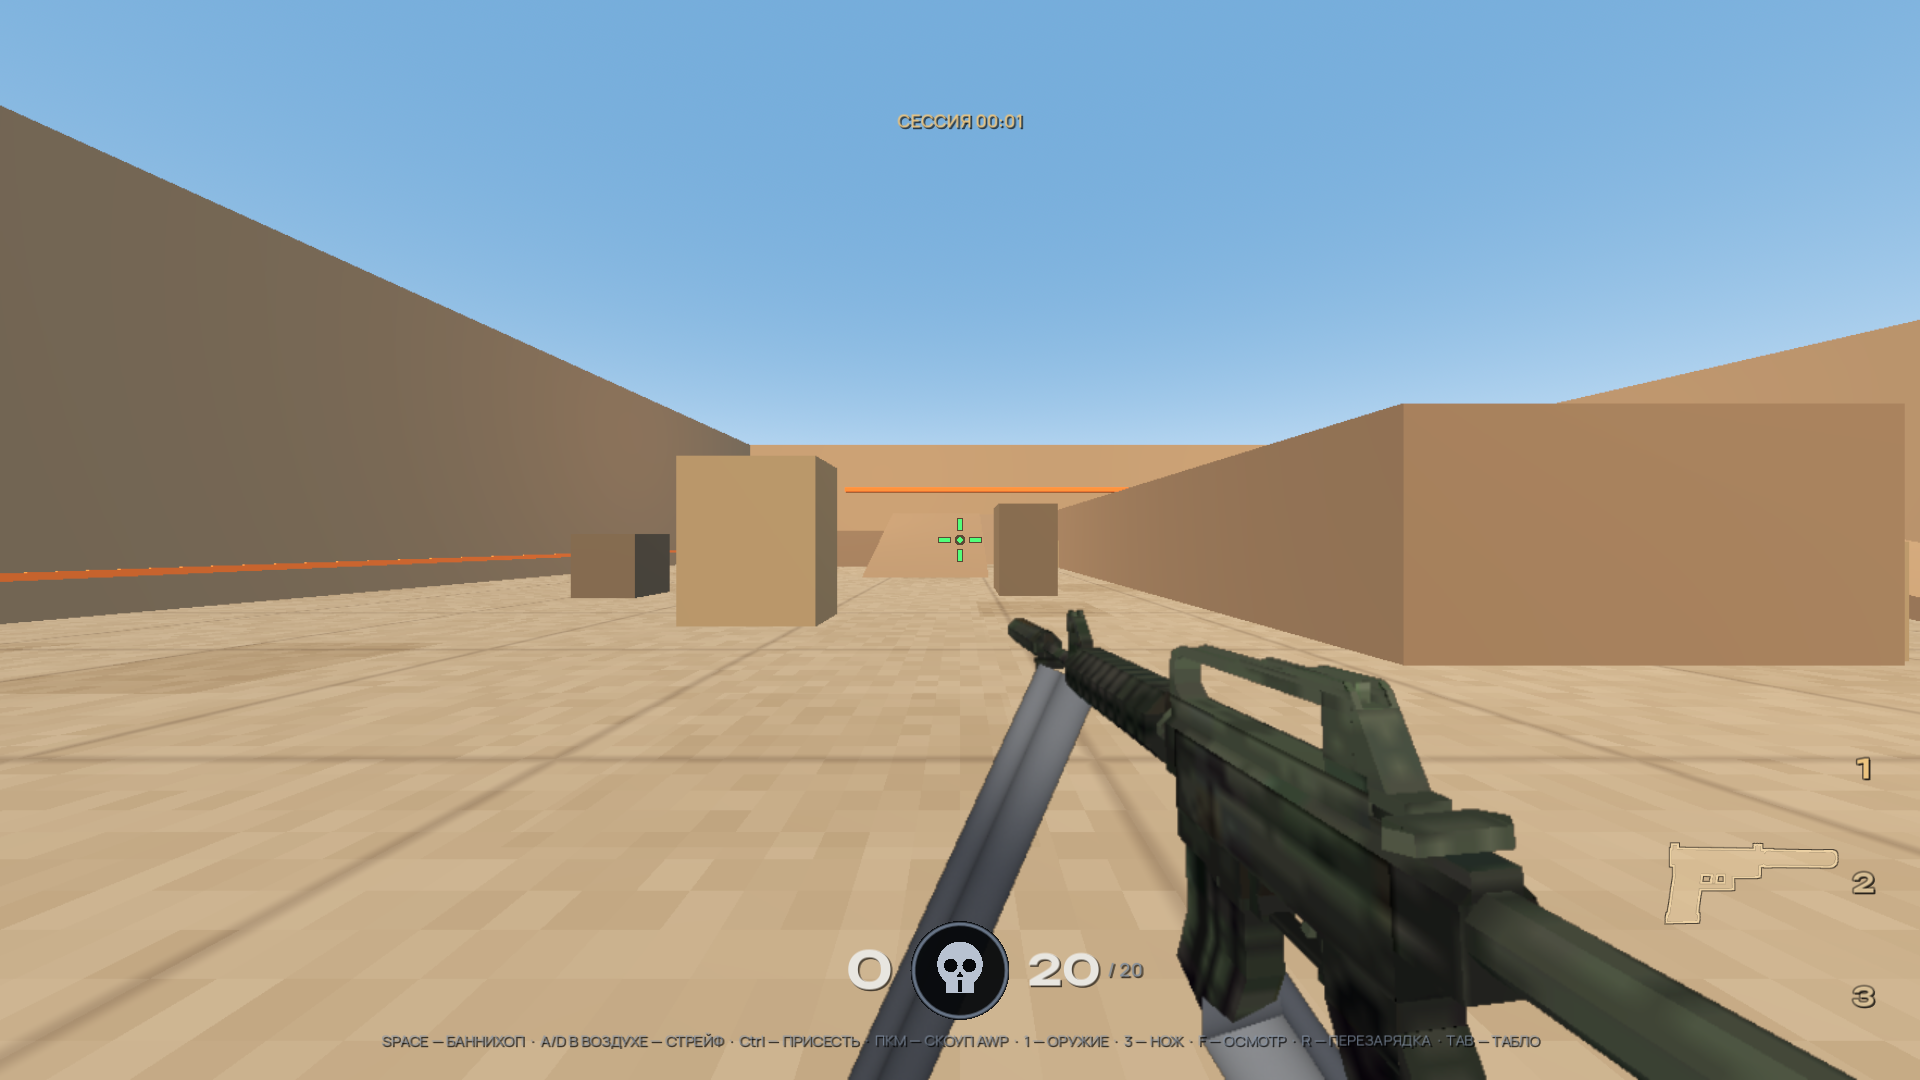 СЕССИЯ 00:01
1
2
3
0 20 / 20
SPACE — БАННИХОП · A/D В ВОЗДУХЕ — СТРЕЙФ · Ctrl — ПРИСЕСТЬ · ПКМ — СКОУП AWP · 1 — ОРУЖИЕ · 3 — НОЖ · F — ОСМОТР · R — ПЕРЕЗАРЯДКА · TAB — ТАБЛО